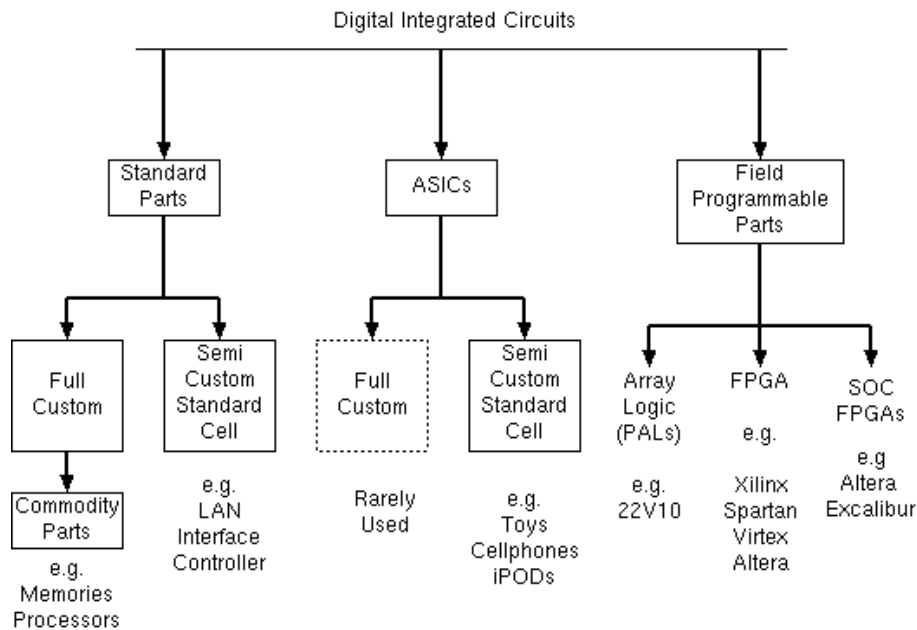 Digital Integrated Circuits
Standard
Parts
ASICs
Field
Programmable
Parts
Full
Custom
Semi
Custom
Standard
Cell
Full
Custom
Semi
Custom
Standard
Cell
Array
Logic
(PALs)
e.g.
22V10
FPGA
e.g.
Xilinx
Spartan
Virtex
Altera
SOC
FPGAs
e.g
Altera
Excalibur
Commodity
Parts
e.g.
Memories
Processors
e.g.
LAN
Interface
Controller
Rarely
Used
e.g.
Toys
Cellphones
iPODs